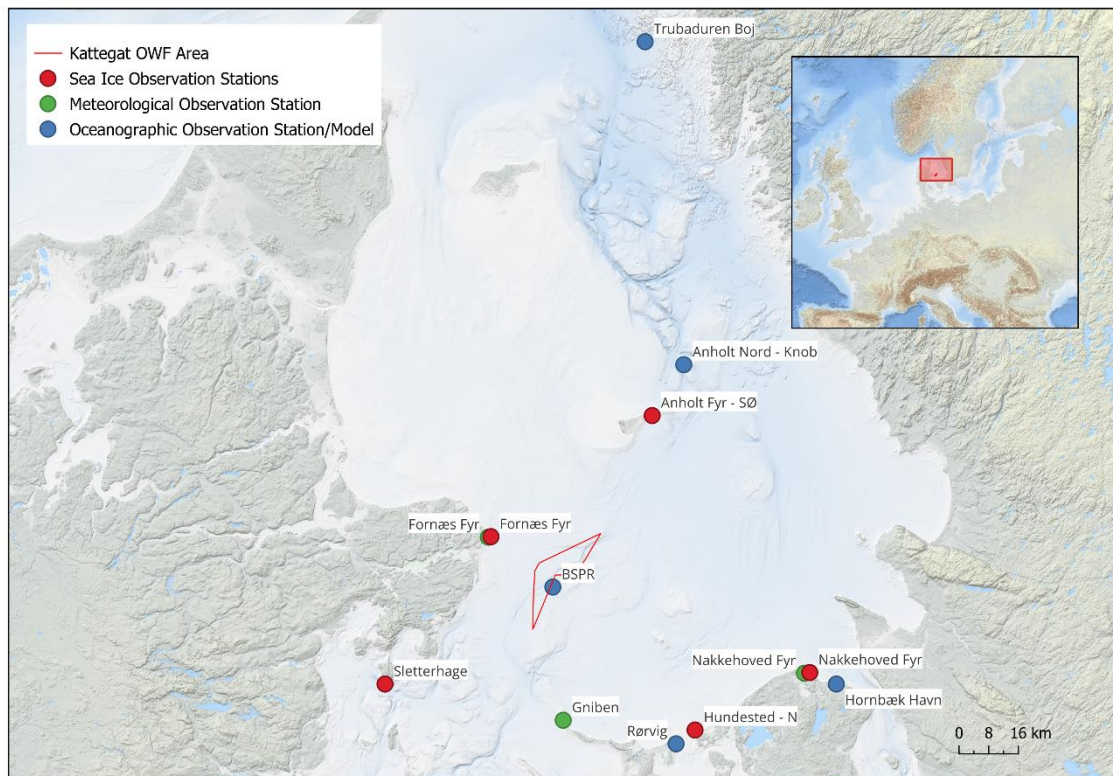 Trubaduren Boj
Kattegat OWF Area
Sea Ice Observation Stations
Meteorological Observation Station
Oceanographic Observation Station/Model
Anholt Nord - Knob
Anholt Fyr - SØ
Fornæs Fyr
Fornæs Fyr
BSPR
Nakkehoved Fyr
Nakkehoved Fyr
Sletterhage
Hornbæk Havn
Gniben
Hundested - N
Rørvig
0 8 16 km